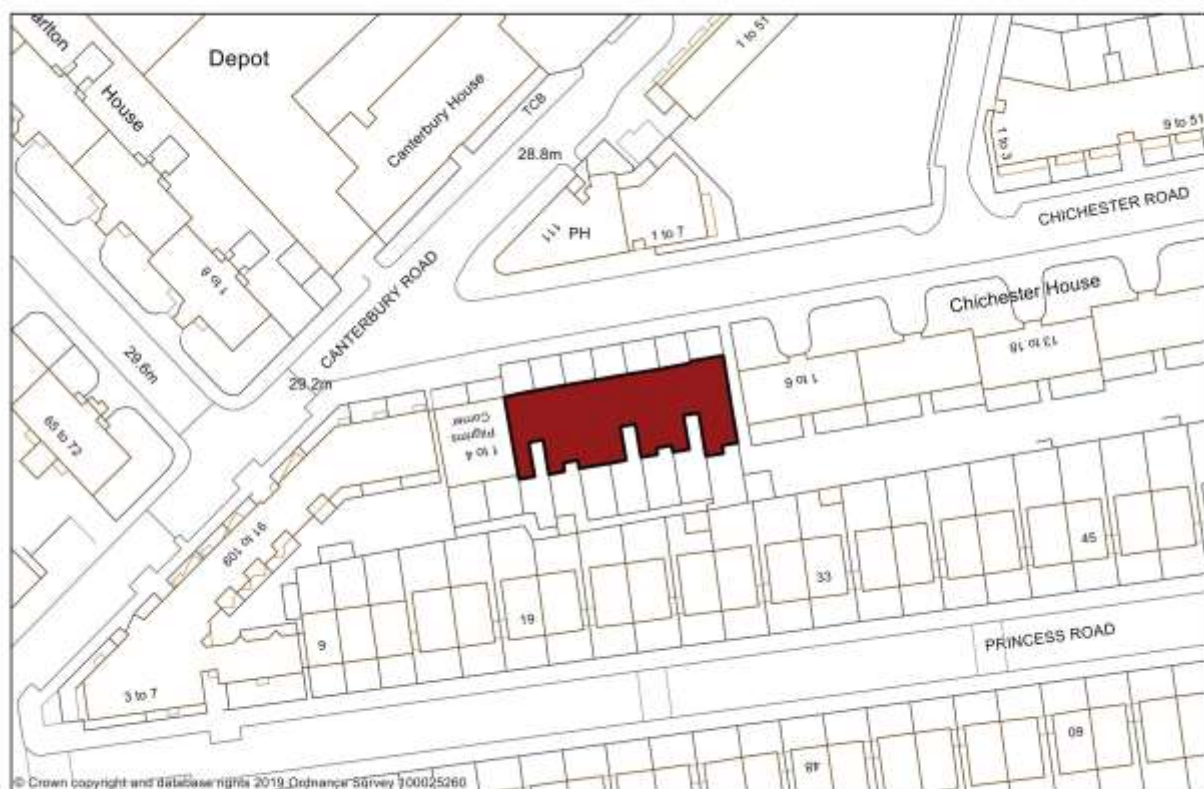 arlton
House
Depot
Canterbury House
TCB
1 to 51
28.8m
111
PH
1 to 7
1 to 3
9 to 51
CHICHESTER ROAD
Chichester House
13 to 18
1 to 6
1 to 8
CANTERBURY ROAD
29.6m
29.2m
65 to 72
1 to 4
Pilgrims
Corner
91 to 109
9
19
33
45
PRINCESS ROAD
3 to 7
48
60
© Crown copyright and database rights 2019 Ordnance Survey 100025260